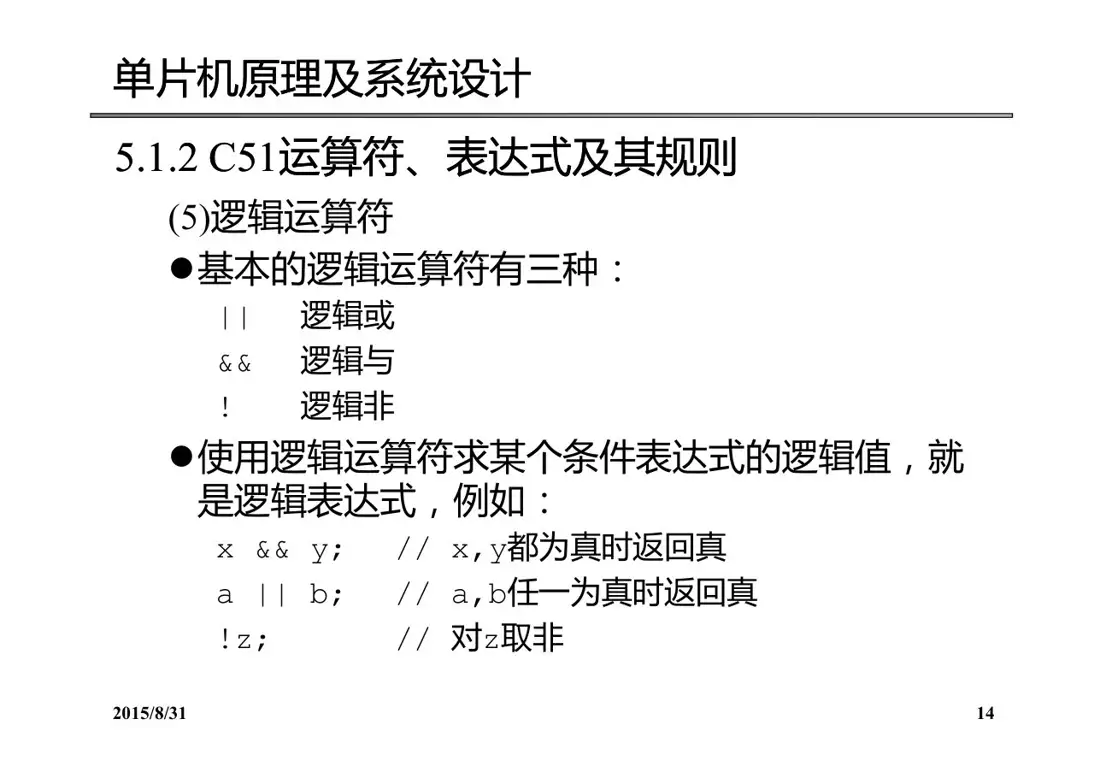 单片机原理及系统设计
5.1.2 C51运算符、表达式及其规则
(5)逻辑运算符
●基本的逻辑运算符有三种：
|| 逻辑或
&& 逻辑与
! 逻辑非
●使用逻辑运算符求某个条件表达式的逻辑值，就
是逻辑表达式，例如：
x && y; // x,y都为真时返回真
a || b; // a,b任一为真时返回真
!z; // 对z取非
2015/8/31 14